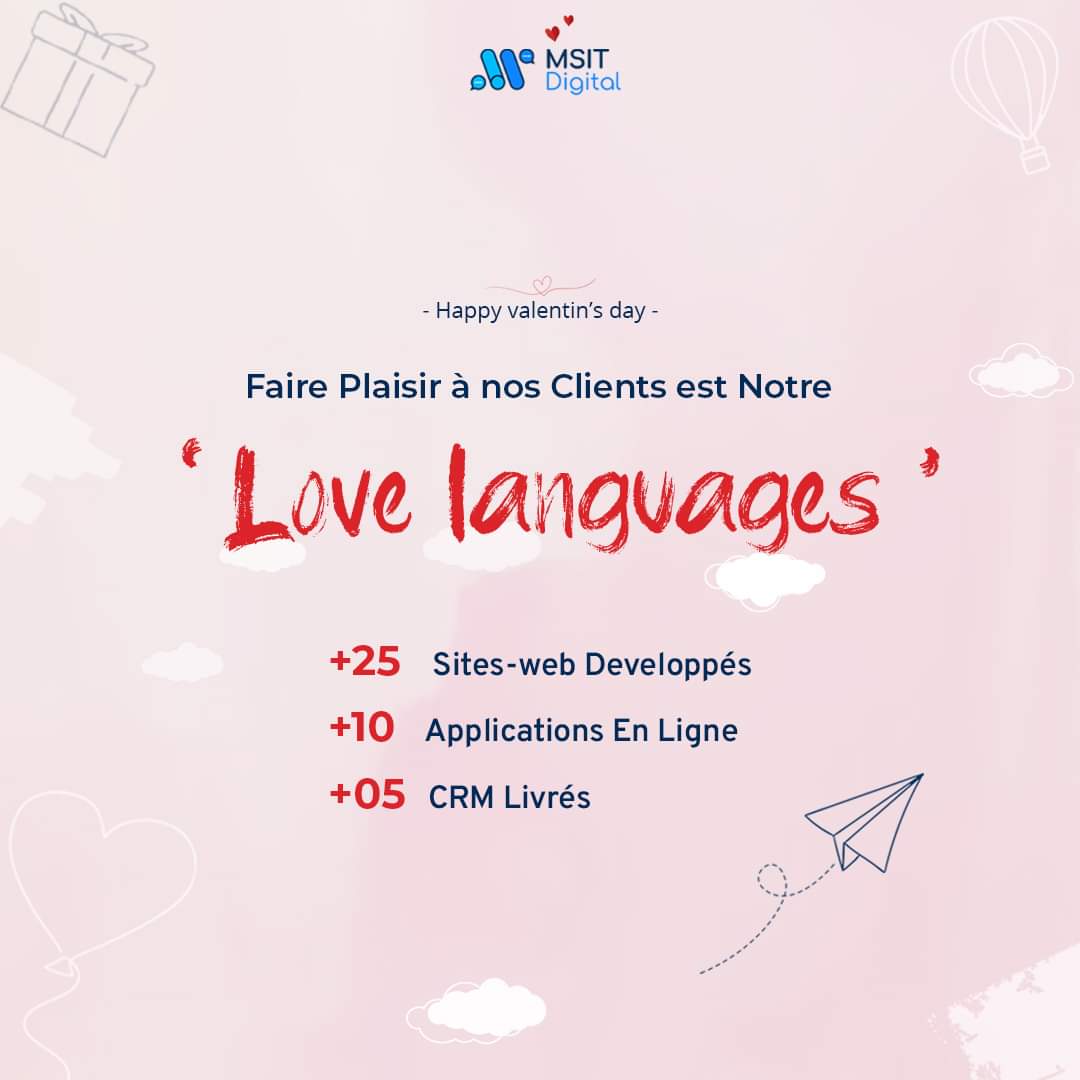 MSIT
Digital
- Happy valentin’s day -
Faire Plaisir à nos Clients est Notre
‘ Love languages ’
+25 Sites-web Developpés
+10 Applications En Ligne
+05 CRM Livrés